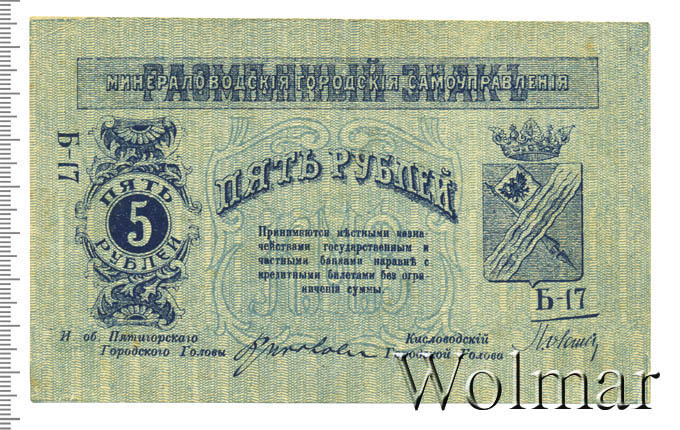 РАЗМѢННЫЙ ЗНАКЪ
МИНЕРАЛОВОДСКІЯ ГОРОДСКІЯ САМОУПРАВЛЕНІЯ
Б-17
ПЯТЬ РУБЛЕЙ
ПЯТЬ
5
РУБЛЕЙ
Принимаются мѣстными казна-
чействами государственным и
частными банками наравнѣ с
кредитными билетами без огра-
ниченія суммы.
Б-17
И об. Пятигорскаго
Городского Головы
Кисловодскій
Городской Голова
Wolmar